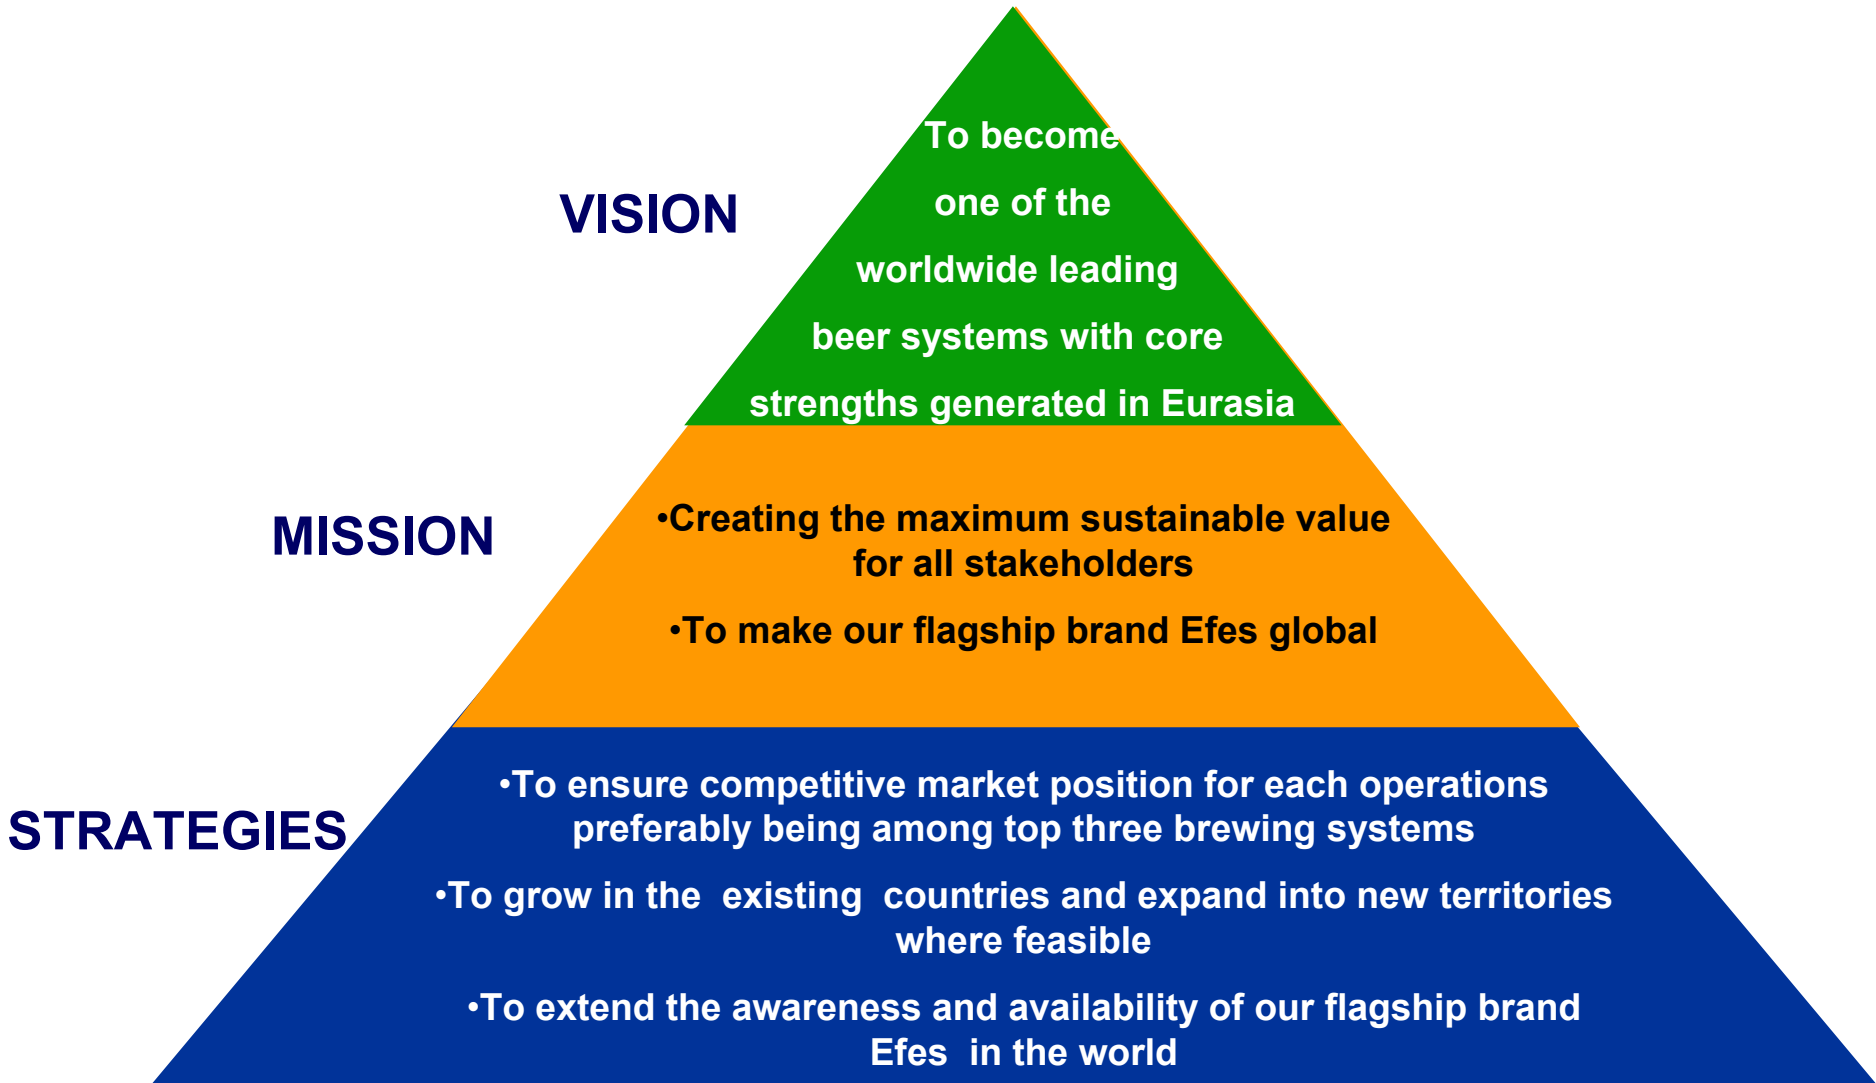 VISION
To become
one of the
worldwide leading
beer systems with core
strengths generated in Eurasia
MISSION
•Creating the maximum sustainable value
for all stakeholders
•To make our flagship brand Efes global
STRATEGIES
•To ensure competitive market position for each operations
preferably being among top three brewing systems
•To grow in the  existing  countries and expand into new territories
where feasible
•To extend the awareness and availability of our flagship brand
Efes  in the world